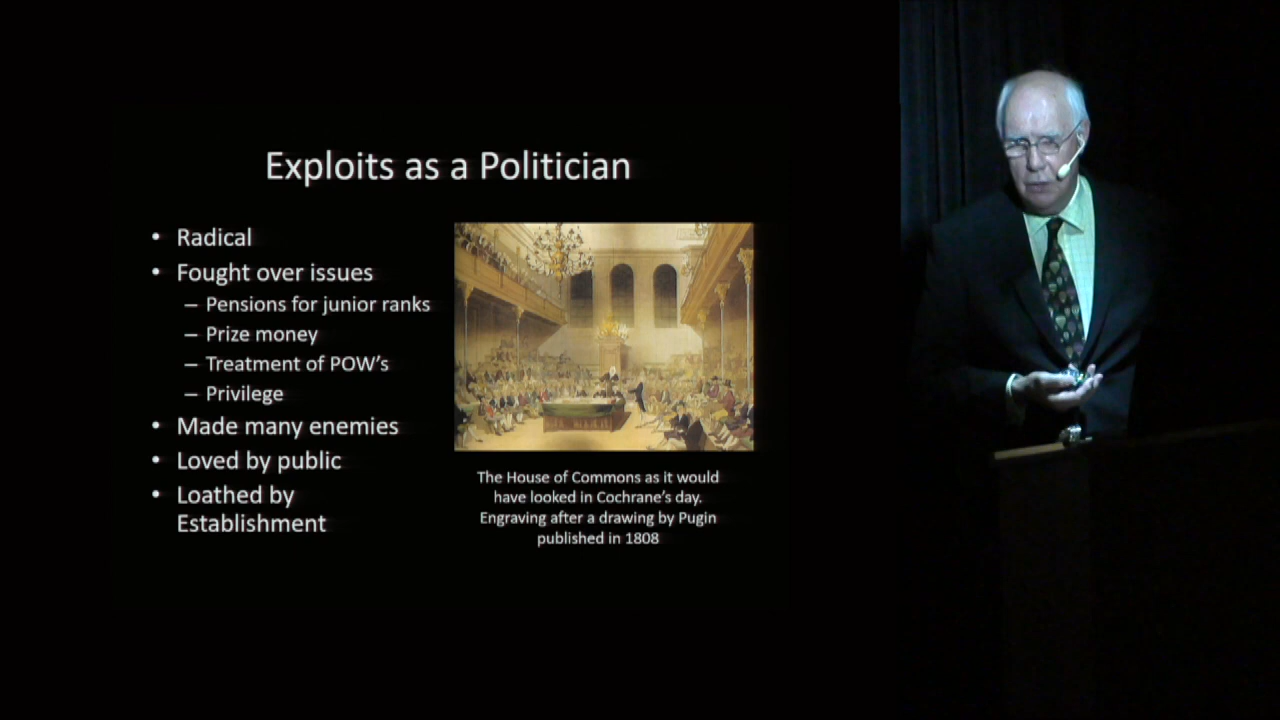 Exploits as a Politician
• Radical
• Fought over issues
– Pensions for junior ranks
– Prize money
– Treatment of POW’s
– Privilege
• Made many enemies
• Loved by public
• Loathed by
Establishment
The House of Commons as it would
have looked in Cochrane’s day.
Engraving after a drawing by Pugin
published in 1808